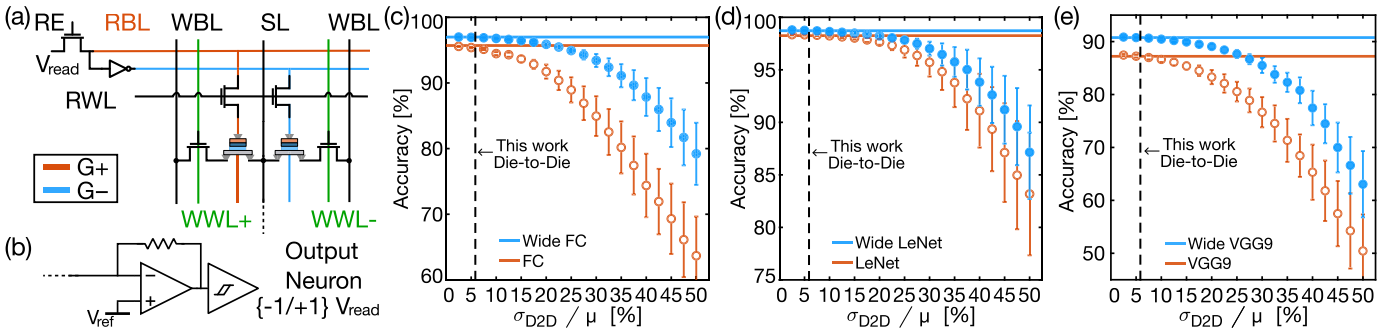 (a)
RE
RBL
WBL
SL
WBL
V_read
RWL
G+
G−
WWL+
WWL-
(b)
V_ref
Output
Neuron
{-1/+1} V_read
(c)
Accuracy [%]
100
90
80
70
60
This work
Die-to-Die
Wide FC
FC
0 5 10 15 20 25 30 35 40 45 50
σ_D2D / μ [%]
(d)
Accuracy [%]
100
95
90
85
80
75
This work
Die-to-Die
Wide LeNet
LeNet
0 5 10 15 20 25 30 35 40 45 50
σ_D2D / μ [%]
(e)
Accuracy [%]
90
80
70
60
50
This work
Die-to-Die
Wide VGG9
VGG9
0 5 10 15 20 25 30 35 40 45 50
σ_D2D / μ [%]